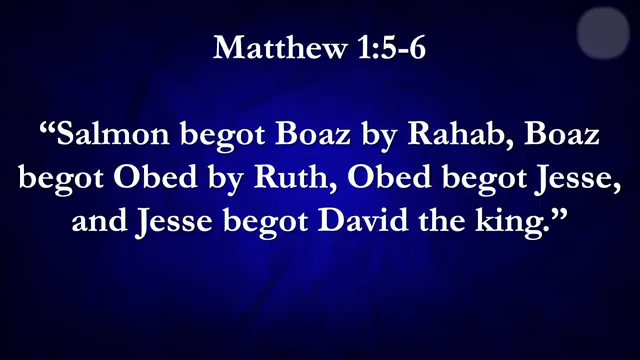 Matthew 1:5-6
“Salmon begot Boaz by Rahab, Boaz
begot Obed by Ruth, Obed begot Jesse,
and Jesse begot David the king.”